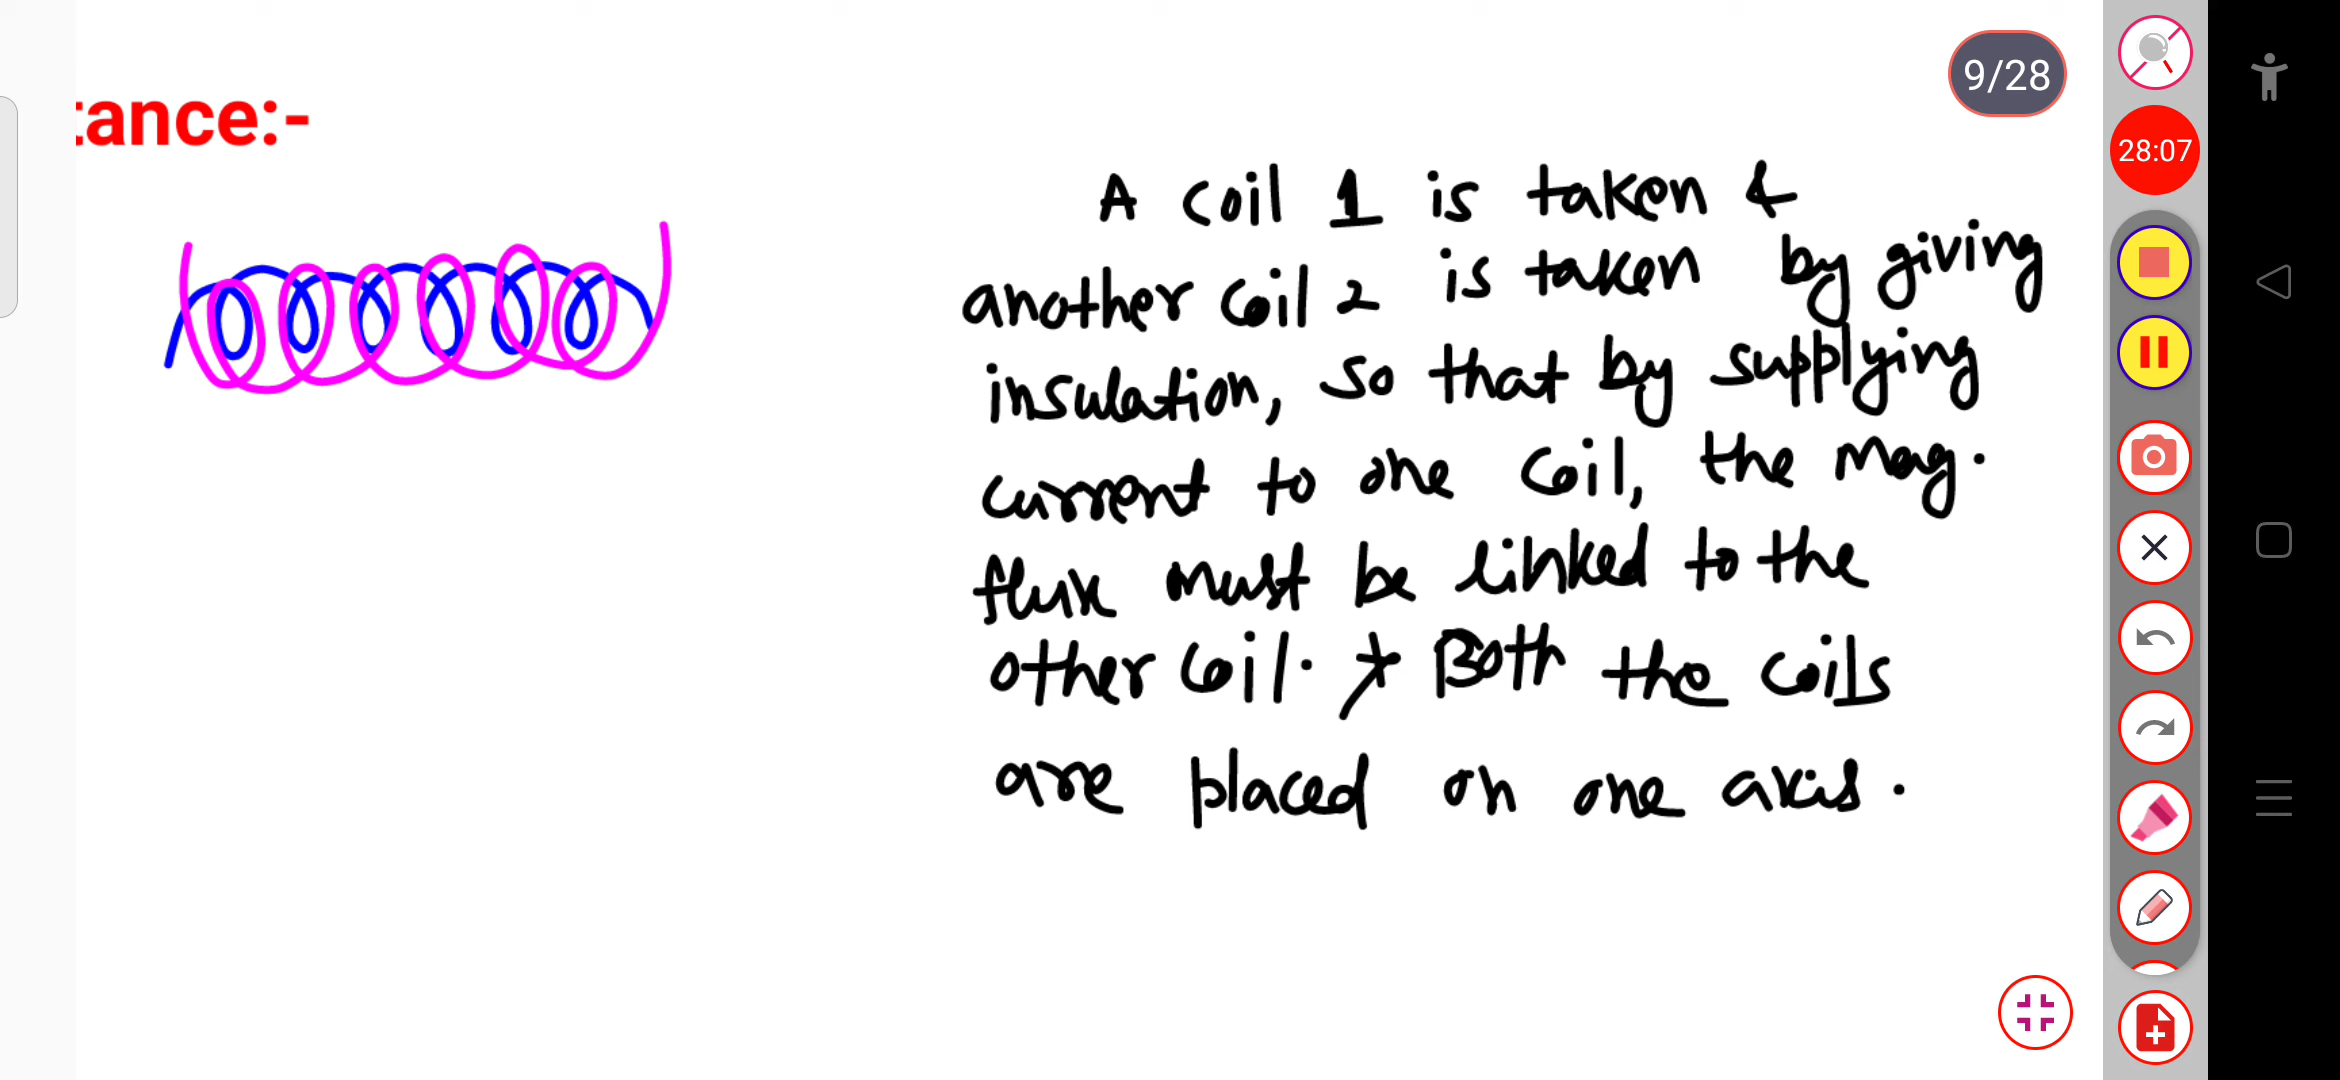 tance:-
9/28
28:07
A coil 1 is taken &
another coil 2 is taken by giving
insulation, so that by supplying
current to one coil, the mag.
flux must be linked to the
other coil. * Both the coils
are placed on one axis.